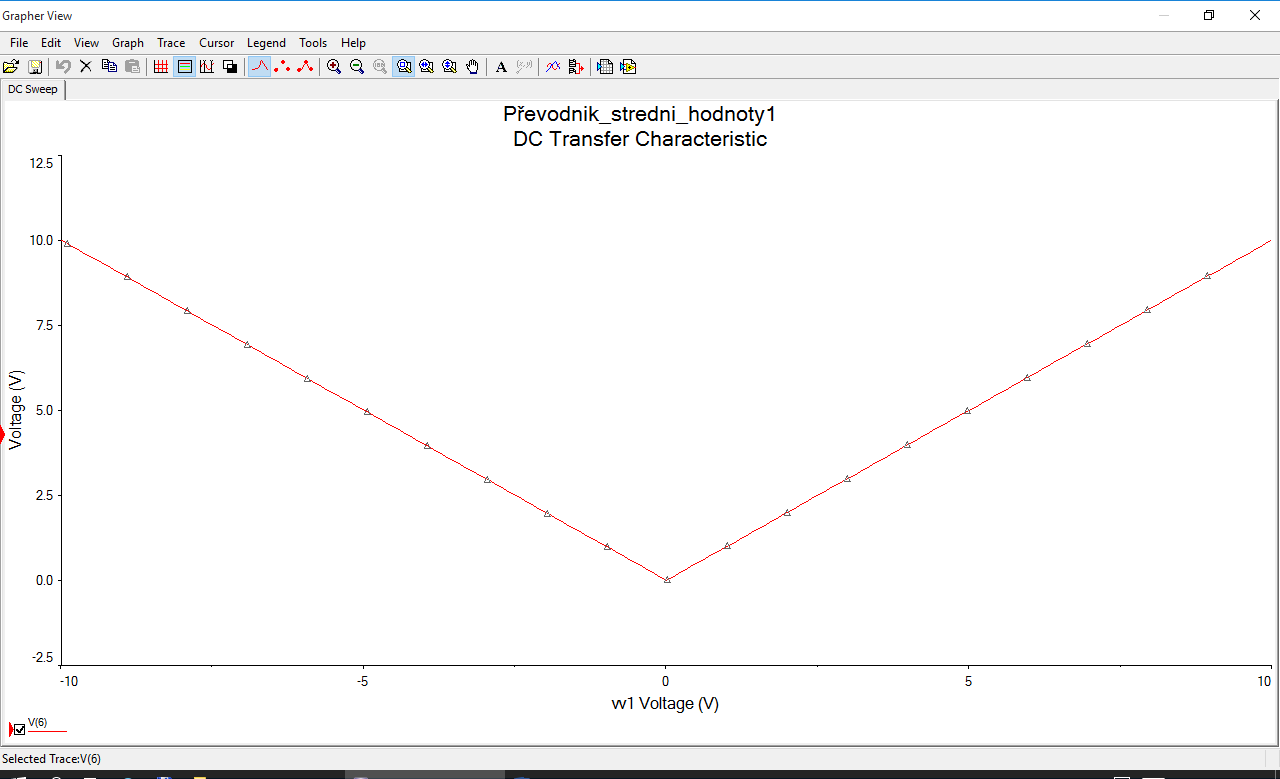 Grapher View
File Edit View Graph Trace Cursor Legend Tools Help
A
DC Sweep
Převodnik_stredni_hodnoty1
DC Transfer Characteristic
12.5
10.0
7.5
5.0
2.5
0.0
-2.5
Voltage (V)
-10 -5 0 5 10
vv1 Voltage (V)
V(6)
Selected Trace:V(6)